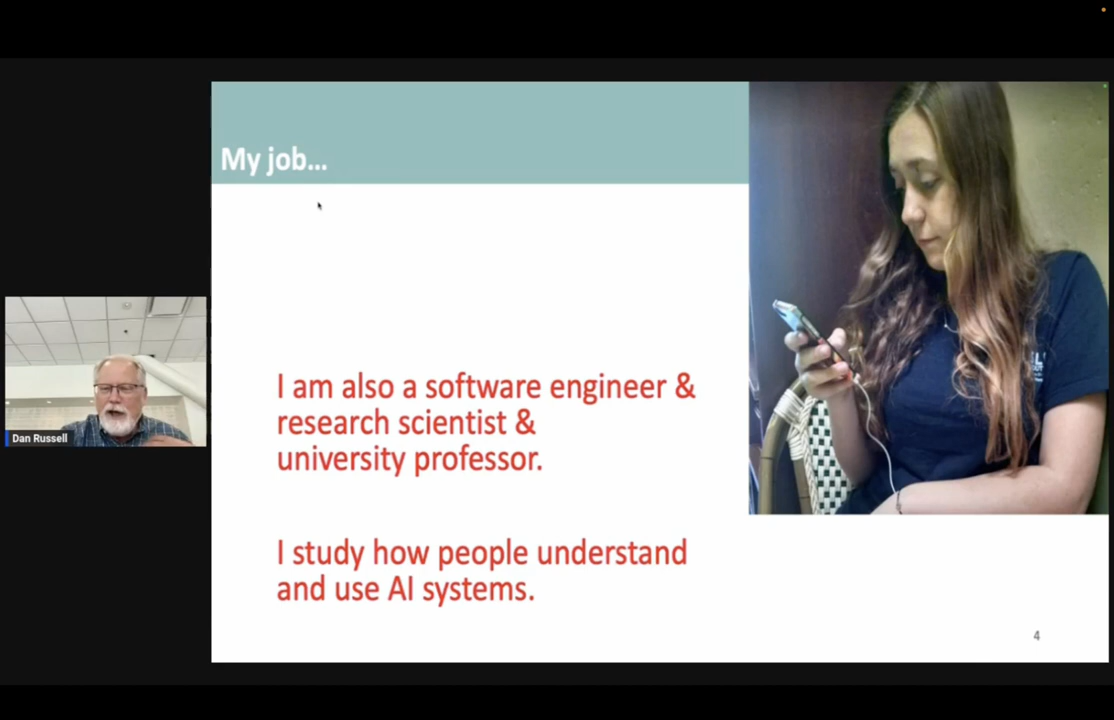 My job...
I am also a software engineer &
research scientist &
university professor.
I study how people understand
and use AI systems.
4
Dan Russell